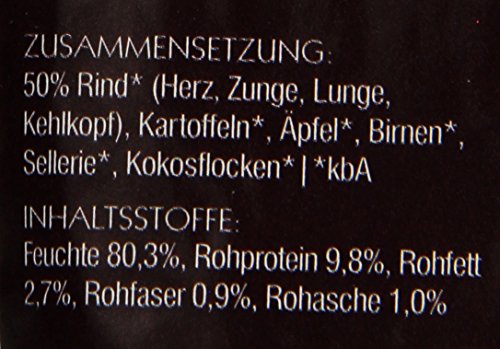 ZUSAMMENSETZUNG:
50% Rind* (Herz, Zunge, Lunge,
Kehlkopf), Kartoffeln*, Äpfel*, Birnen*,
Sellerie*, Kokosflocken* | *kbA
INHALTSSTOFFE:
Feuchte 80,3%, Rohprotein 9,8%, Rohfett
2,7%, Rohfaser 0,9%, Rohasche 1,0%